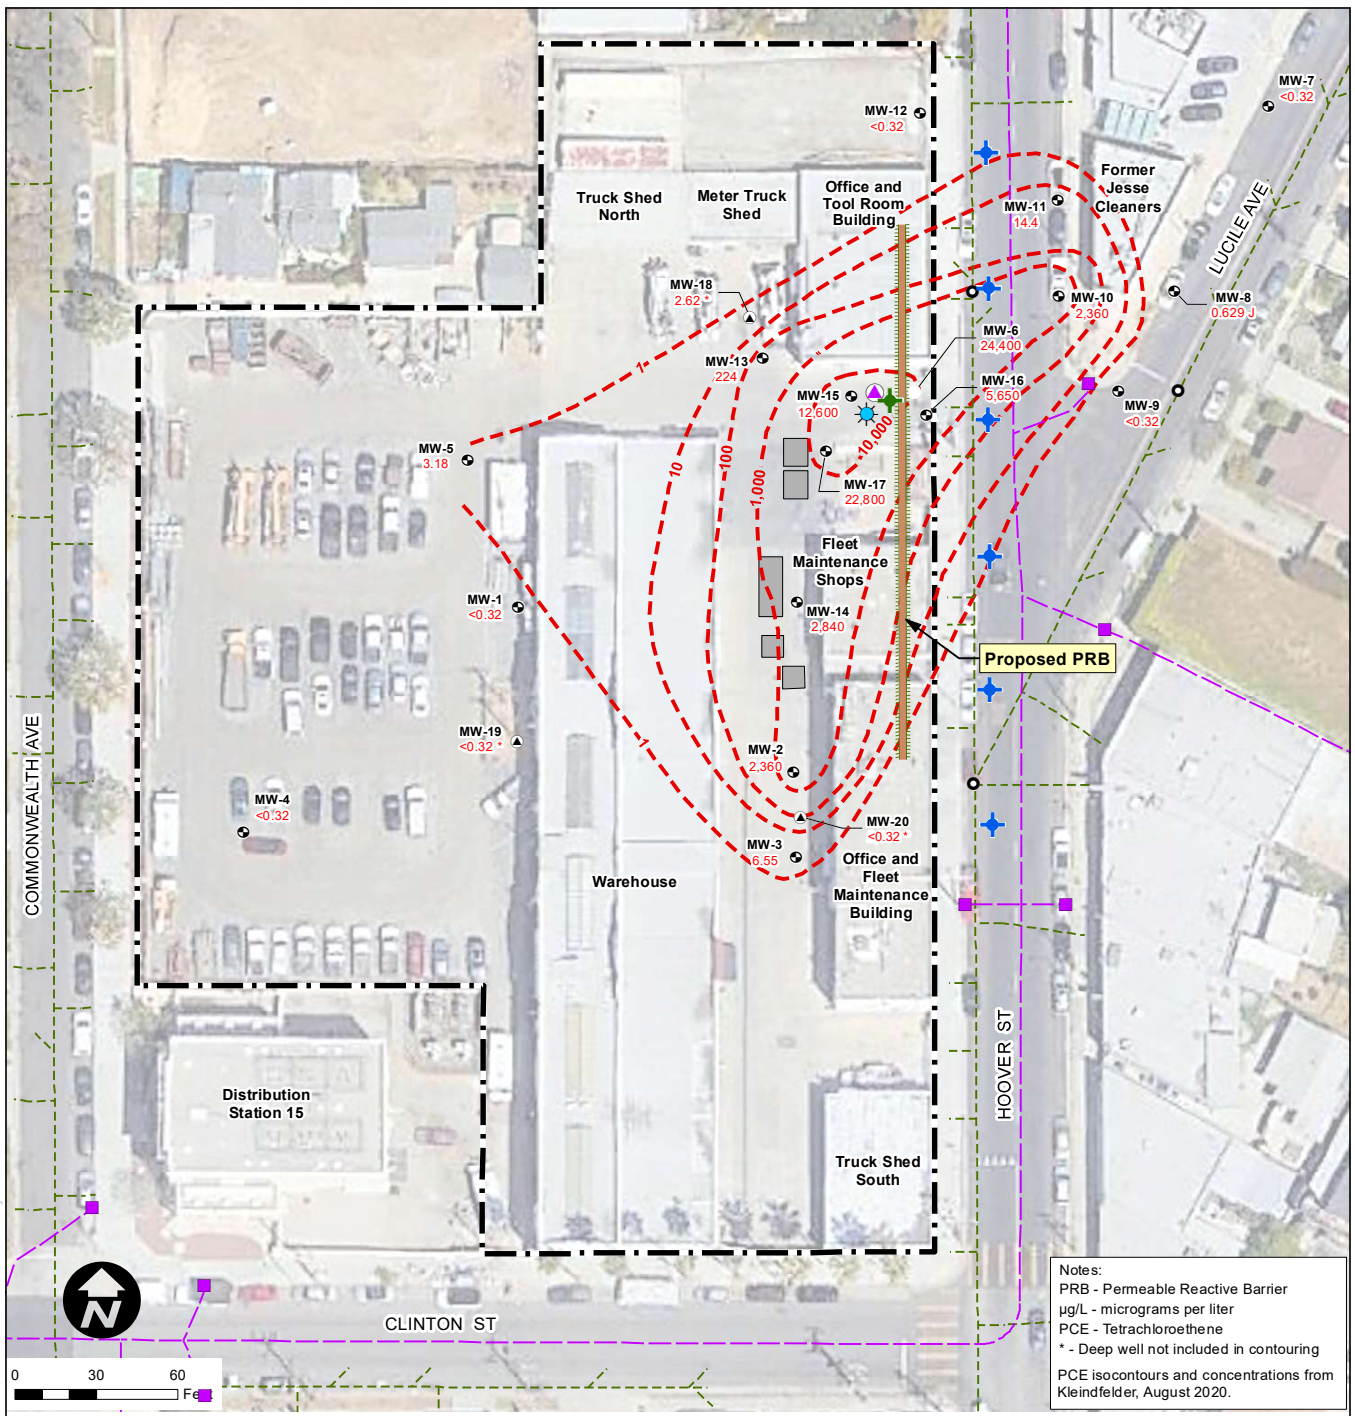 MW-7
<0.32
MW-12
<0.32
Former
Jesse
Cleaners
Truck Shed
North
Meter Truck
Shed
Office and
Tool Room
Building
MW-11
14.4
LUCILE AVE
MW-18
2.62 *
MW-10
2,360
MW-8
0.629 J
MW-6
24,400
1
MW-13
224
MW-16
5,650
MW-15
12,600
MW-9
<0.32
10,000
MW-5
3.18
10
100
1,000
MW-17
22,800
Fleet
Maintenance
Shops
MW-1
<0.32
MW-14
2,840
Proposed PRB
MW-19
<0.32 *
1
MW-2
2,360
COMMONWEALTH AVE
MW-4
<0.32
MW-20
<0.32 *
MW-3
6.55
Office and
Fleet
Maintenance
Building
Warehouse
HOOVER ST
Distribution
Station 15
Truck Shed
South
N
CLINTON ST
0 30 60
Notes:
PRB - Permeable Reactive Barrier
µg/L - micrograms per liter
PCE - Tetrachloroethene
* - Deep well not included in contouring
PCE isocontours and concentrations from
Kleindfelder, August 2020.